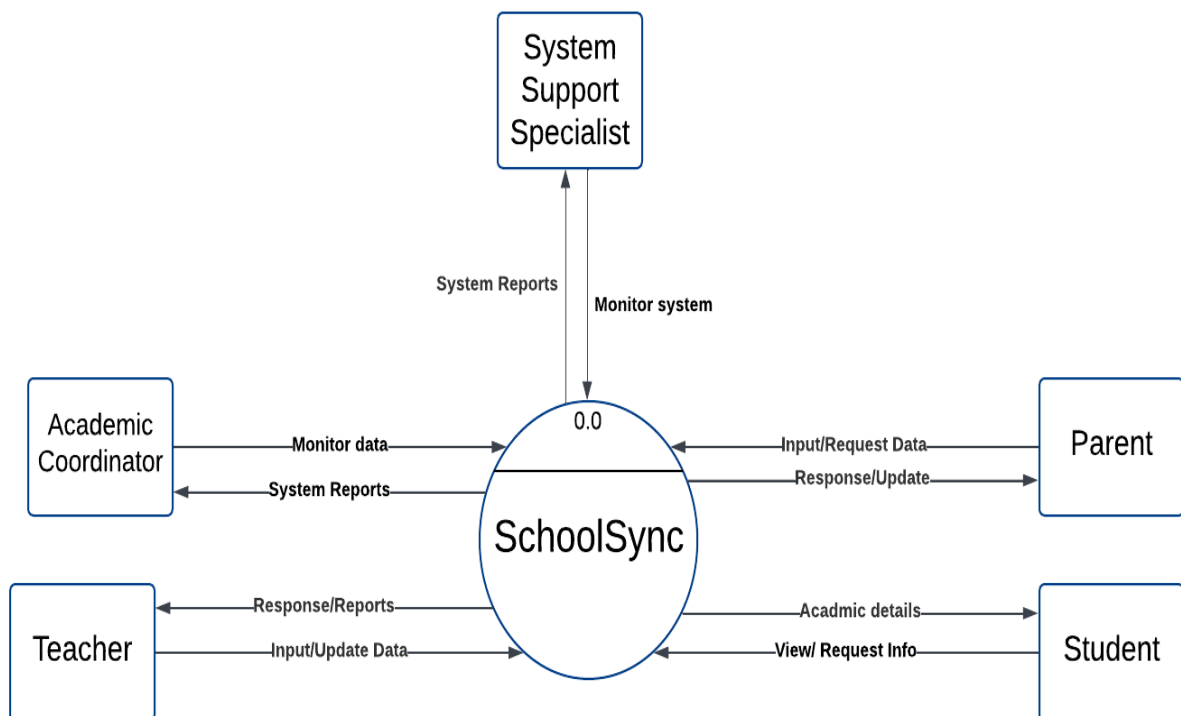 System
Support
Specialist
System Reports
Monitor system
Academic
Coordinator
Monitor data
System Reports
0.0
SchoolSync
Input/Request Data
Response/Update
Parent
Teacher
Response/Reports
Input/Update Data
Acadmic details
View/ Request Info
Student